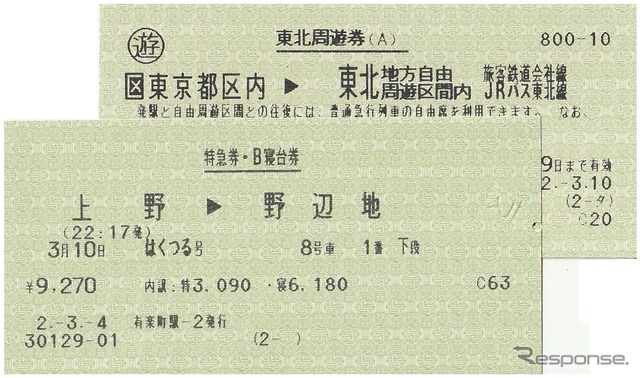 遊 東北周遊券(A) 800-10
区 東京都区内 ▶ 東北 地方自由周遊区間内 旅客鉄道会社線 JRバス東北線
発駅と自由周遊区間との往復には、普通急行列車の自由席を利用できます。なお、
9日まで有効
2.-3.10
(2-タ)
C20
特急券・B寝台券
上野 ▶ 野辺地
(22:17発)
3月10日 はくつる号 8号車 1番 下段
¥9,270 内訳:特3,090・寝6,180 C63
2.-3.-4 有楽町駅-2発行
30129-01 (2- )
Response.